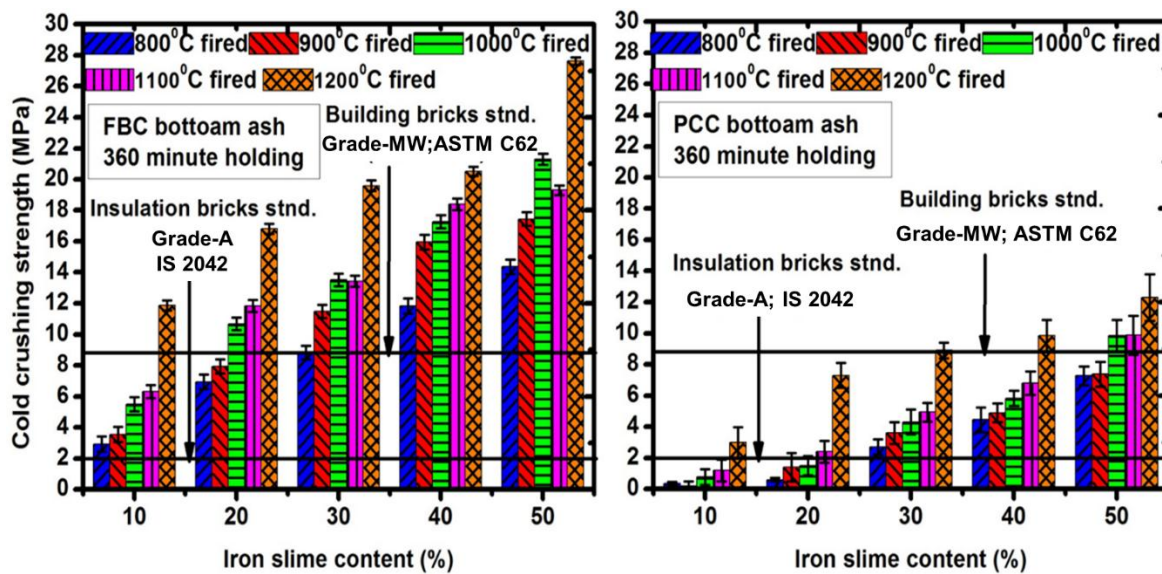 800⁰C fired 900⁰C fired 1000⁰C fired
1100⁰C fired 1200⁰C fired
FBC bottoam ash
360 minute holding
Building bricks stnd.
Grade-MW;ASTM C62
Insulation bricks stnd.
Grade-A
IS 2042
Cold crushing strength (MPa)
30
28
26
24
22
20
18
16
14
12
10
8
6
4
2
0
10 20 30 40 50
Iron slime content (%)
800⁰C fired 900⁰C fired 1000⁰C fired
1100⁰C fired 1200⁰C fired
PCC bottoam ash
360 minute holding
Building bricks stnd.
Grade-MW; ASTM C62
Insulation bricks stnd.
Grade-A; IS 2042
30
28
26
24
22
20
18
16
14
12
10
8
6
4
2
0
10 20 30 40 50
Iron slime content (%)